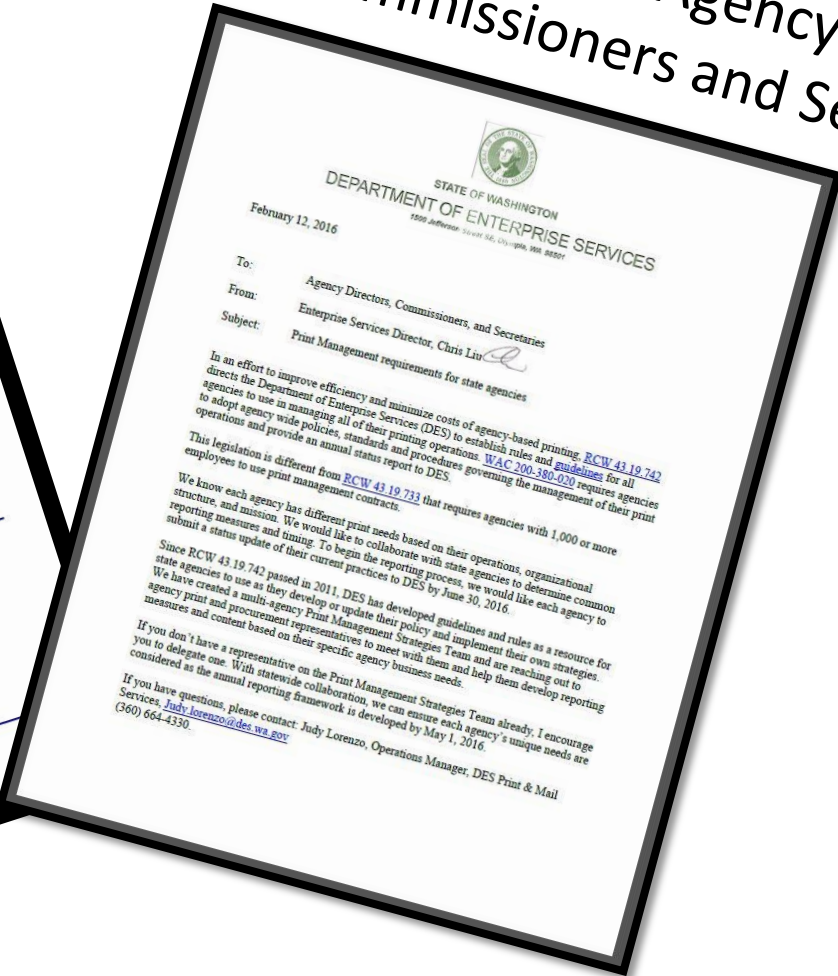 Agency
mmissioners and Se
STATE OF WASHINGTON
DEPARTMENT OF ENTERPRISE SERVICES
1500 Jefferson Street SE, Olympia, WA 98501
February 12, 2016
To: Agency Directors, Commissioners, and Secretaries
From: Enterprise Services Director, Chris Liu
Subject: Print Management requirements for state agencies
In an effort to improve efficiency and minimize costs of agency-based printing, RCW 43.19.742
directs the Department of Enterprise Services (DES) to establish rules and guidelines for all
agencies to use in managing all of their printing operations. WAC 200-380-020 requires agencies
to adopt agency wide policies, standards and procedures governing the management of their print
operations and provide an annual status report to DES.
This legislation is different from RCW 43.19.733 that requires agencies with 1,000 or more
employees to use print management contracts.
We know each agency has different print needs based on their operations, organizational
structure, and mission. We would like to collaborate with state agencies to determine common
reporting measures and timing. To begin the reporting process, we would like each agency to
submit a status update of their current practices to DES by June 30, 2016.
Since RCW 43.19.742 passed in 2011, DES has developed guidelines and rules as a resource for
state agencies to use as they develop or update their policy and implement their own strategies.
We have created a multi-agency Print Management Strategies Team and are reaching out to
agency print and procurement representatives to meet with them and help them develop reporting
measures and content based on their specific agency business needs.
If you don't have a representative on the Print Management Strategies Team already, I encourage
you to delegate one. With statewide collaboration, we can ensure each agency's unique needs are
considered as the annual reporting framework is developed by May 1, 2016.
If you have questions, please contact: Judy Lorenzo, Operations Manager, DES Print & Mail
Services, Judy.lorenzo@des.wa.gov
(360) 664-4330.